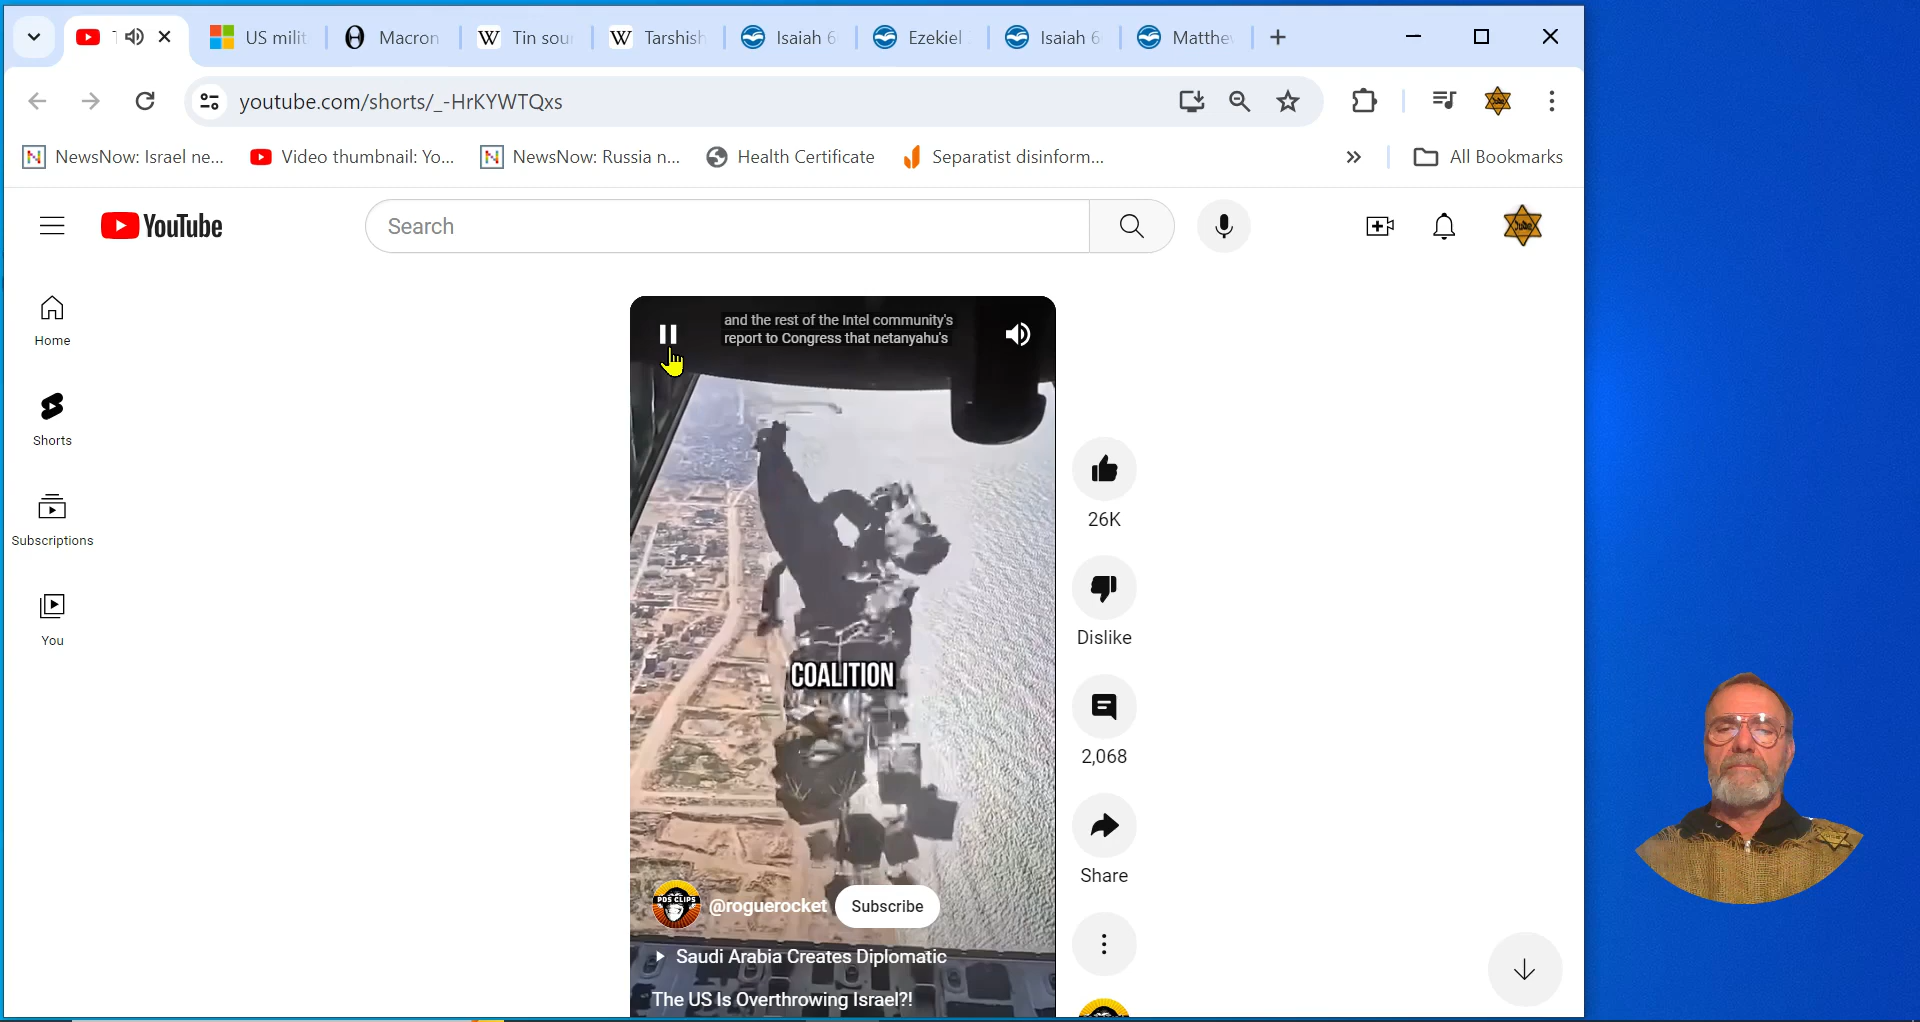 US milit
Macron
Tin sou
Tarshish
Isaiah 6
Ezekiel
Isaiah 6
Matthe
youtube.com/shorts/_-HrKYWTQxs
NewsNow: Israel ne...
Video thumbnail: Yo...
NewsNow: Russia n...
Health Certificate
Separatist disinform...
All Bookmarks
YouTube
Search
Home
Shorts
Subscriptions
You
and the rest of the Intel community's
report to Congress that netanyahu's
COALITION
PDS CLIPS
@roguerocket
Subscribe
Saudi Arabia Creates Diplomatic
The US Is Overthrowing Israel?!
26K
Dislike
2,068
Share